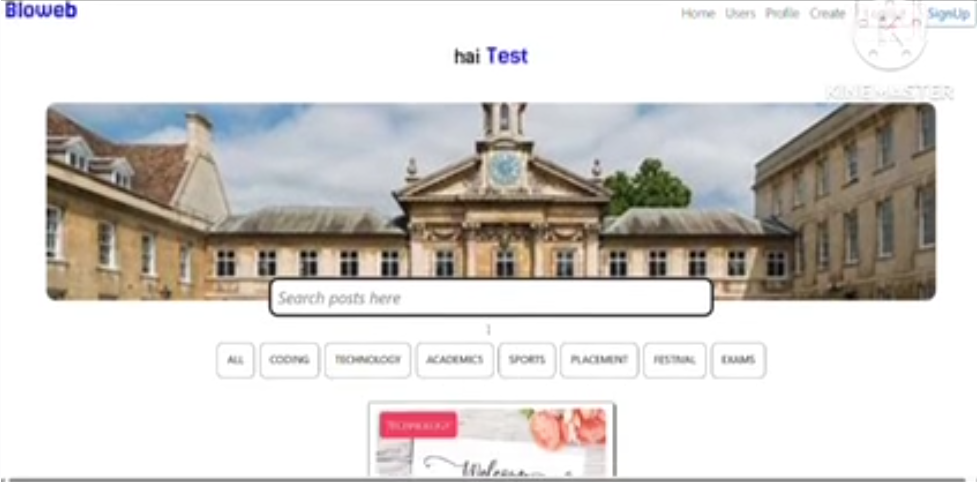 Bloweb
Home Users Profile Create SignUp
KINEMASTER
hai Test
Search posts here
ALL CODING TECHNOLOGY ACADEMICS SPORTS PLACEMENT FESTIVAL EXAMS
TECHNOLOGY
Welcome